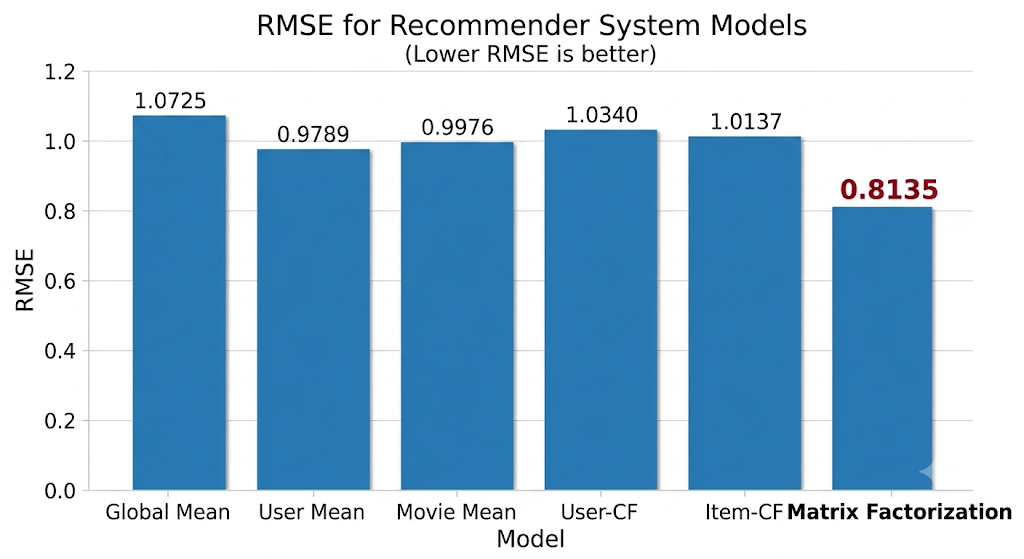 RMSE for Recommender System Models
(Lower RMSE is better)
1.2
1.0
0.8
0.6
0.4
0.2
0.0
RMSE
1.0725
0.9789
0.9976
1.0340
1.0137
0.8135
Global Mean
User Mean
Movie Mean
User-CF
Item-CF
Matrix Factorization
Model